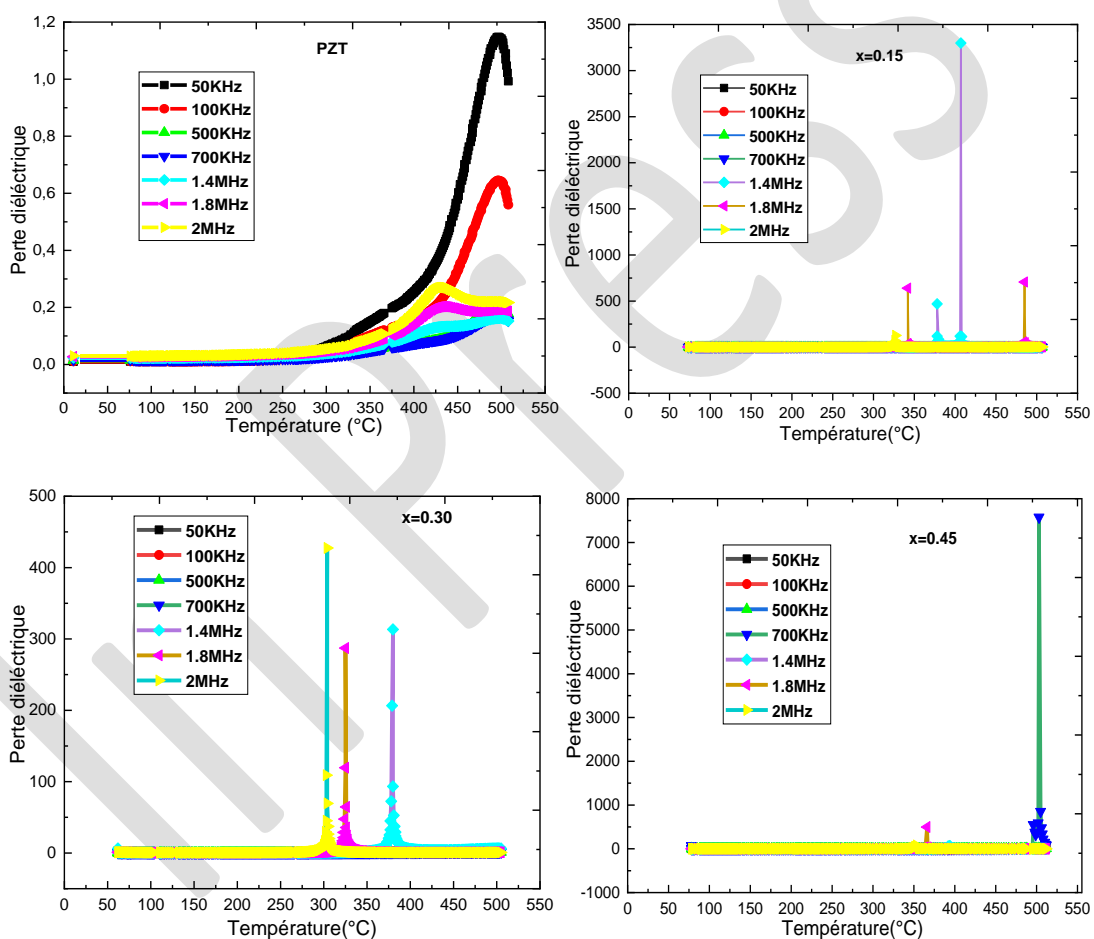 PZT
Perte diéléctrique
1,2
1,0
0,8
0,6
0,4
0,2
0,0
50KHz
100KHz
500KHz
700KHz
1.4MHz
1.8MHz
2MHz
0 50 100 150 200 250 300 350 400 450 500 550
Température (°C)
x=0.15
Perte diéléctrique
3500
3000
2500
2000
1500
1000
500
0
-500
50KHz
100KHz
500KHz
700KHz
1.4MHz
1.8MHz
2MHz
0 50 100 150 200 250 300 350 400 450 500 550
Température(°C)
x=0.30
Perte diéléctrique
500
400
300
200
100
0
50KHz
100KHz
500KHz
700KHz
1.4MHz
1.8MHz
2MHz
0 50 100 150 200 250 300 350 400 450 500 550
Température(°C)
x=0.45
Perte diéléctrique
8000
7000
6000
5000
4000
3000
2000
1000
0
-1000
50KHz
100KHz
500KHz
700KHz
1.4MHz
1.8MHz
2MHz
0 50 100 150 200 250 300 350 400 450 500 550
Température(°C)